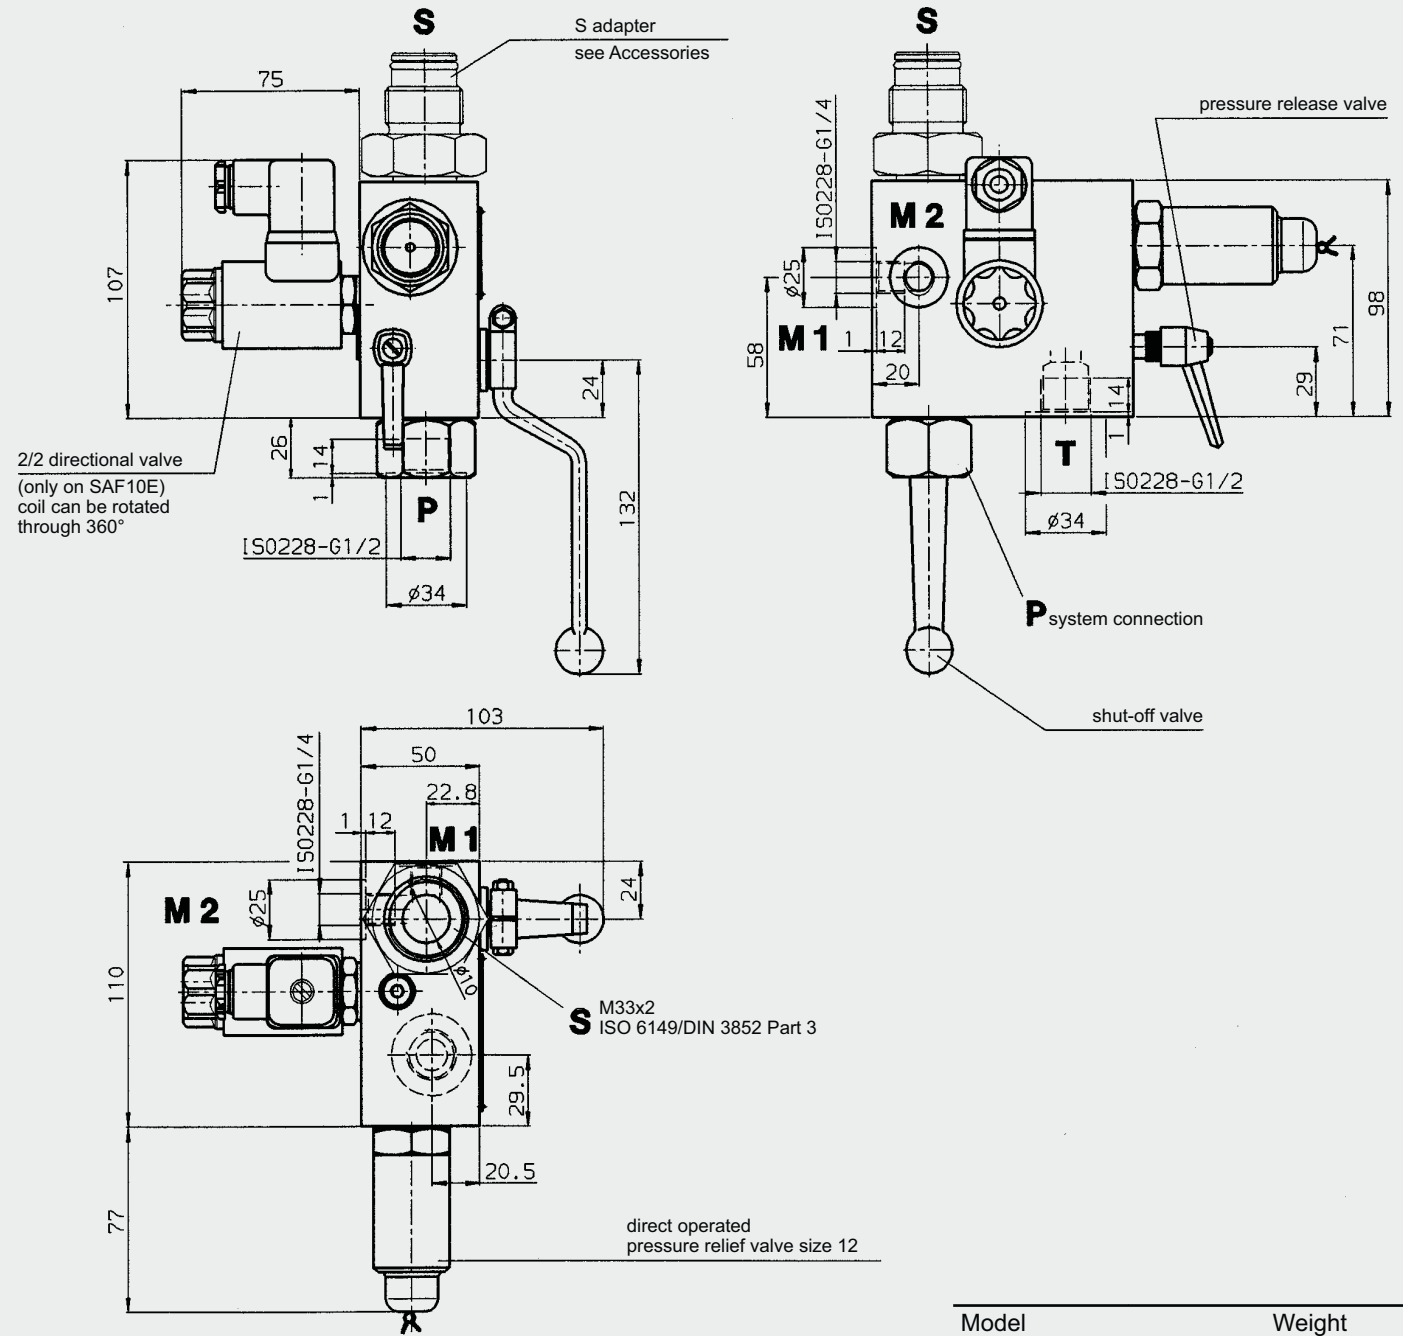 S
S adapter
see Accessories
75
107
2/2 directional valve
(only on SAF10E)
coil can be rotated
through 360°
26
14
1
P
ISO228-G1/2
ø34
24
132
S
pressure release valve
ISO228-G1/4
M 2
ø25
58
M 1
1
12
20
98
71
29
14
1
T
ISO228-G1/2
ø34
P system connection
shut-off valve
103
50
22.8
ISO228-G1/4
1
12
M 1
M 2
ø25
24
110
ø10
S M33x2
ISO 6149/DIN 3852 Part 3
29.5
20.5
77
direct operated
pressure relief valve size 12
Model Weight